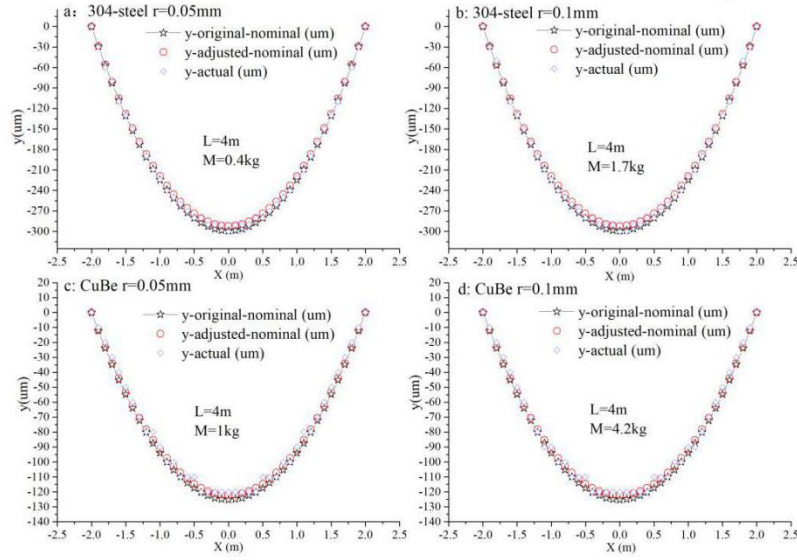 a: 304-steel r=0.05mm
y-original-nominal (um)
y-adjusted-nominal (um)
y-actual (um)
L=4m
M=0.4kg
y(um)
0
-30
-60
-90
-120
-150
-180
-210
-240
-270
-300
-2.5 -2.0 -1.5 -1.0 -0.5 0.0 0.5 1.0 1.5 2.0 2.5
X (m)
b: 304-steel r=0.1mm
y-original-nominal (um)
y-adjusted-nominal (um)
y-actual (um)
L=4m
M=1.7kg
y(um)
0
-30
-60
-90
-120
-150
-180
-210
-240
-270
-300
-2.5 -2.0 -1.5 -1.0 -0.5 0.0 0.5 1.0 1.5 2.0 2.5
X (m)
c: CuBe r=0.05mm
y-original-nominal (um)
y-adjusted-nominal (um)
y-actual (um)
L=4m
M=1kg
y(um)
20
10
0
-10
-20
-30
-40
-50
-60
-70
-80
-90
-100
-110
-120
-130
-140
-2.5 -2.0 -1.5 -1.0 -0.5 0.0 0.5 1.0 1.5 2.0 2.5
X (m)
d: CuBe r=0.1mm
y-original-nominal (um)
y-adjusted-nominal (um)
y-actual (um)
L=4m
M=4.2kg
y(um)
20
10
0
-10
-20
-30
-40
-50
-60
-70
-80
-90
-100
-110
-120
-130
-140
-2.5 -2.0 -1.5 -1.0 -0.5 0.0 0.5 1.0 1.5 2.0 2.5
X (m)